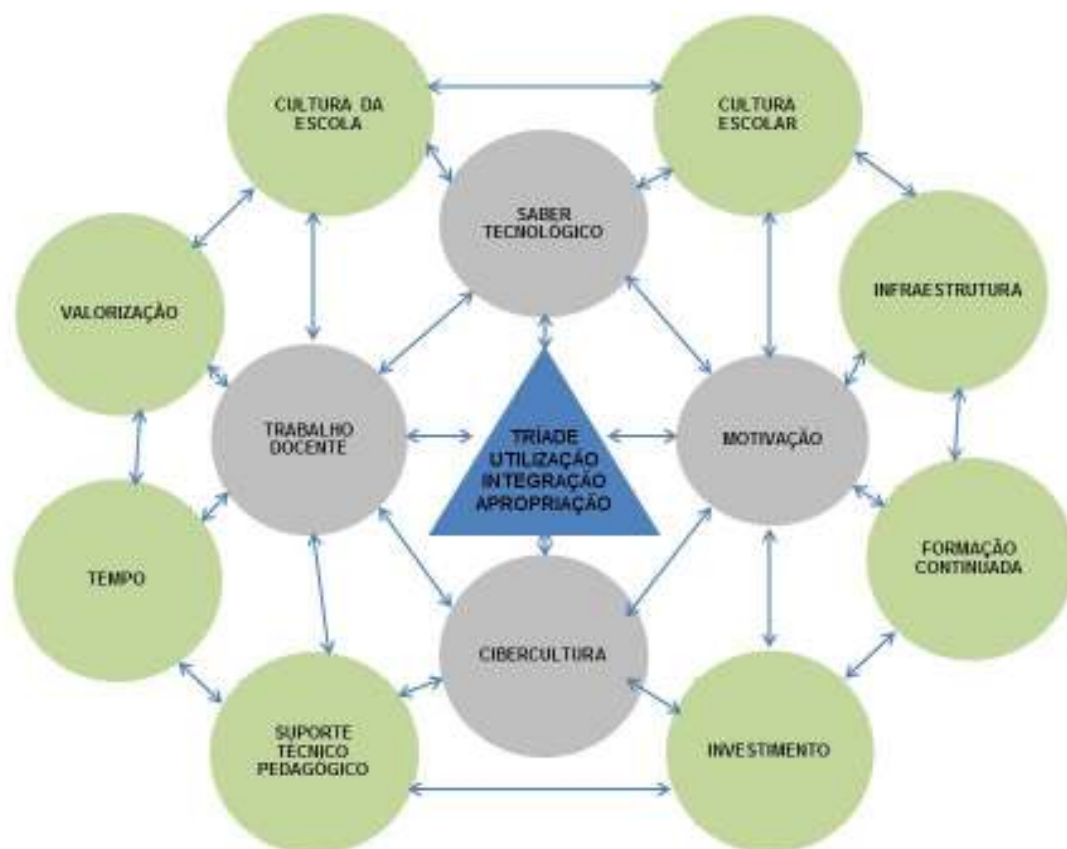 CULTURA DA
ESCOLA
CULTURA
ESCOLAR
SABER
TECNOLÓGICO
VALORIZAÇÃO
INFRAESTRUTURA
TRABALHO
DOCENTE
TRÍADE
UTILIZAÇÃO
INTEGRAÇÃO
APROPRIAÇÃO
MOTIVAÇÃO
TEMPO
FORMAÇÃO
CONTINUADA
CIBERCULTURA
SUPORTE
TÉCNICO
PEDAGÓGICO
INVESTIMENTO